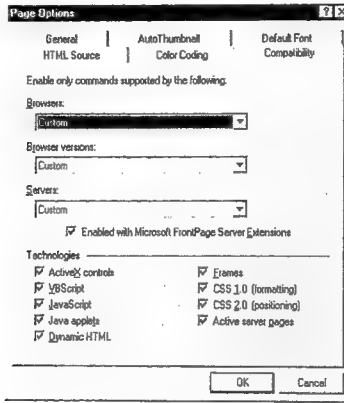 Page Options
General AutoThumbnail Default Font
HTML Source Color Coding Compatibility
Enable only commands supported by the following.
Browsers:
Custom
Browser versions:
Custom
Servers:
Custom
Enabled with Microsoft FrontPage Server Extensions
Technologies
ActiveX controls Frames
VBScript CSS 1.0 (formatting)
JavaScript CSS 2.0 (positioning)
Java applets Active server pages
Dynamic HTML
OK Cancel